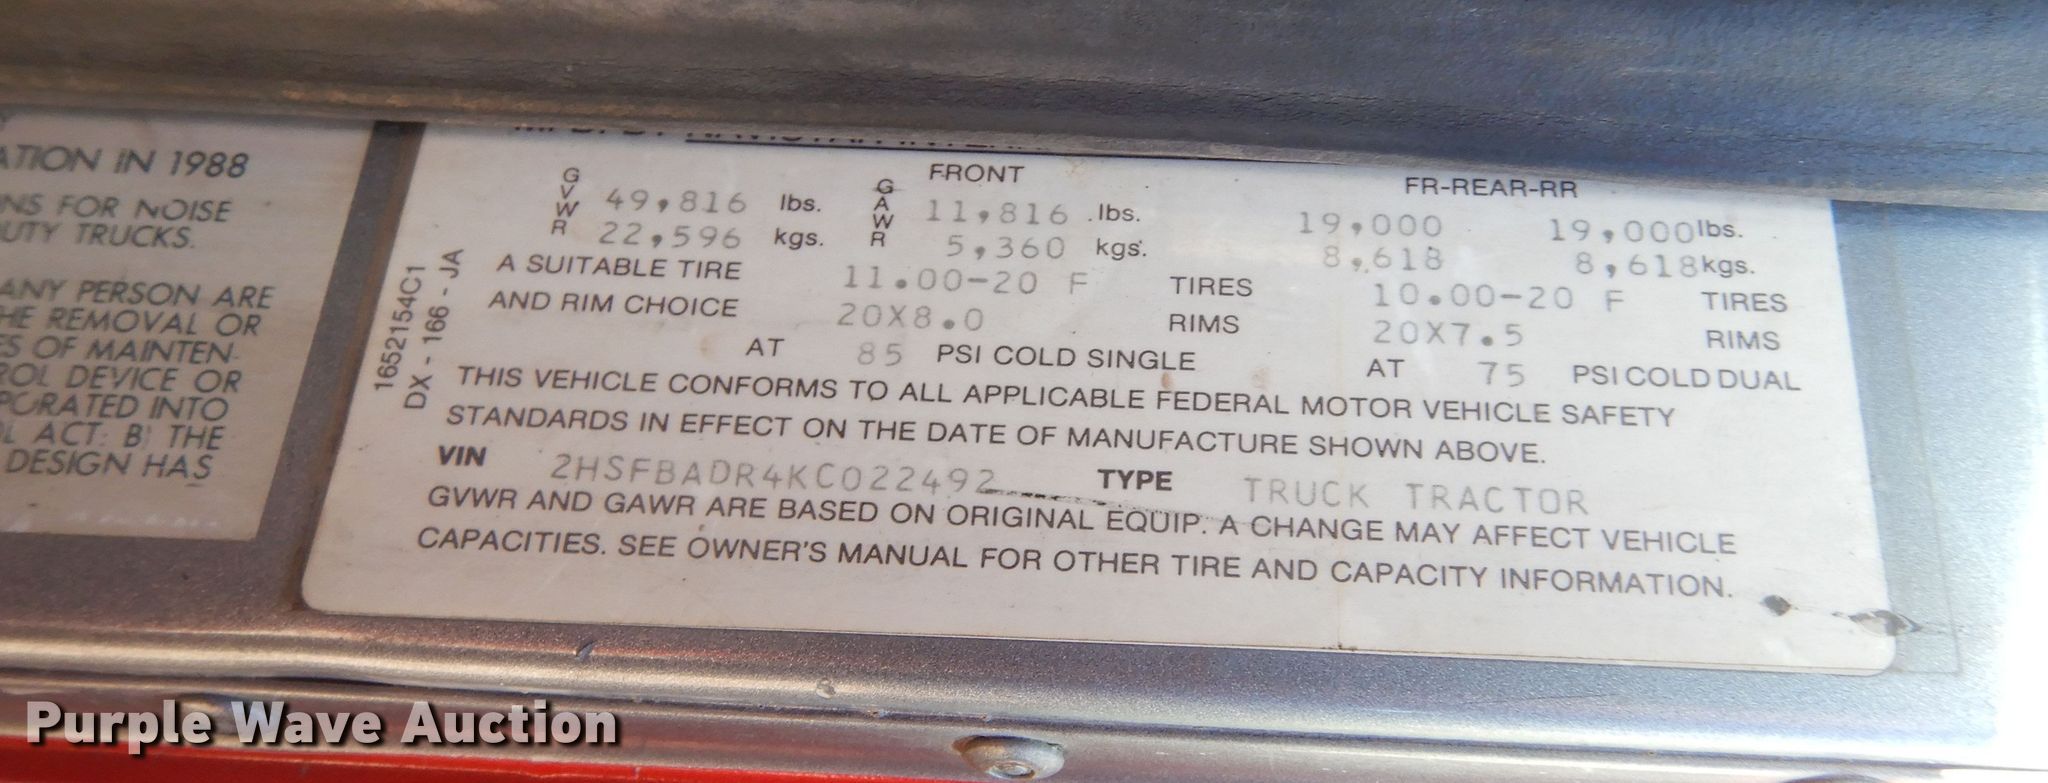 ATION IN 1988
NS FOR NOISE
UTY TRUCKS.
ANY PERSON ARE
HE REMOVAL OR
ES OF MAINTEN-
ROL DEVICE OR
PORATED INTO
L ACT. B THE
DESIGN HAS
1652154C1
DX - 166 - JA
FRONT FR-REAR-RR
GVWR 49,816 lbs. GAWR 11,816 lbs. 19,000 19,000 lbs.
22,596 kgs. 5,360 kgs. 8,618 8,618 kgs.
A SUITABLE TIRE 11.00-20 F TIRES 10.00-20 F TIRES
AND RIM CHOICE 20X8.0 RIMS 20X7.5 RIMS
AT 85 PSI COLD SINGLE AT 75 PSI COLD DUAL
THIS VEHICLE CONFORMS TO ALL APPLICABLE FEDERAL MOTOR VEHICLE SAFETY
STANDARDS IN EFFECT ON THE DATE OF MANUFACTURE SHOWN ABOVE.
VIN 2HSFBADR4KC022492 TYPE TRUCK TRACTOR
GVWR AND GAWR ARE BASED ON ORIGINAL EQUIP. A CHANGE MAY AFFECT VEHICLE
CAPACITIES. SEE OWNER'S MANUAL FOR OTHER TIRE AND CAPACITY INFORMATION.
Purple Wave Auction